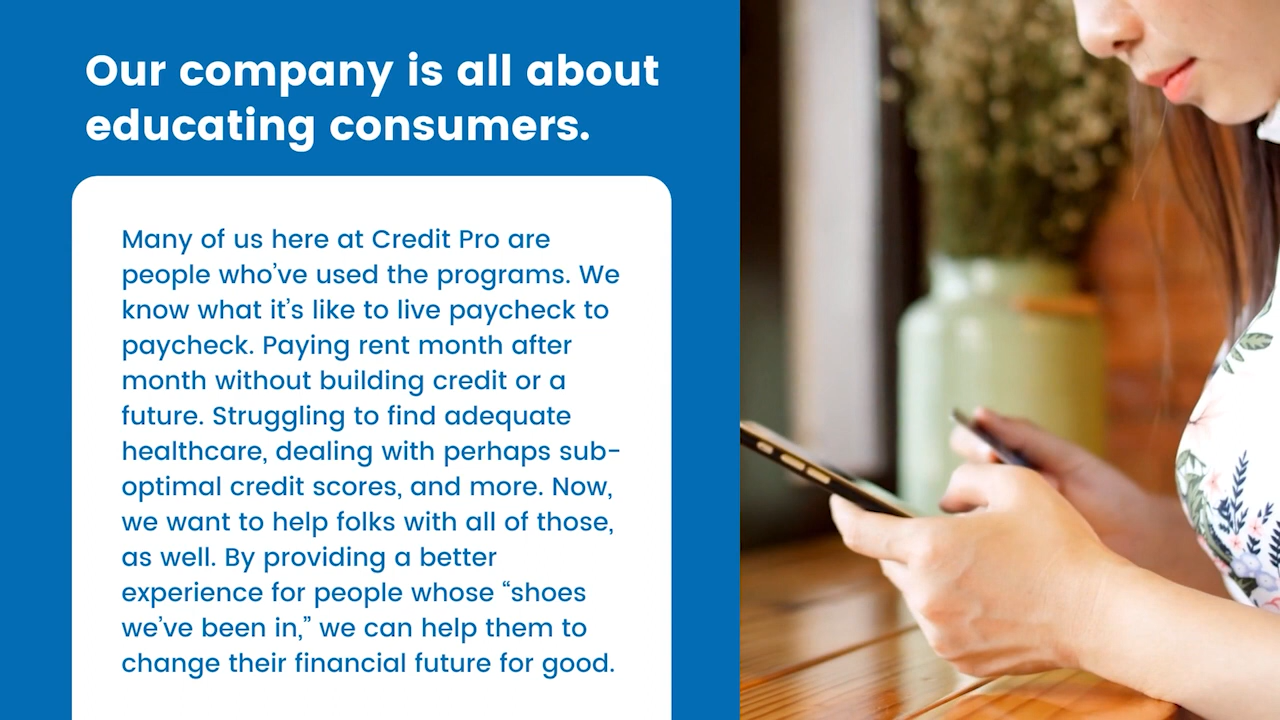 Our company is all about
educating consumers.
Many of us here at Credit Pro are
people who’ve used the programs. We
know what it’s like to live paycheck to
paycheck. Paying rent month after
month without building credit or a
future. Struggling to find adequate
healthcare, dealing with perhaps sub-
optimal credit scores, and more. Now,
we want to help folks with all of those,
as well. By providing a better
experience for people whose “shoes
we’ve been in,” we can help them to
change their financial future for good.